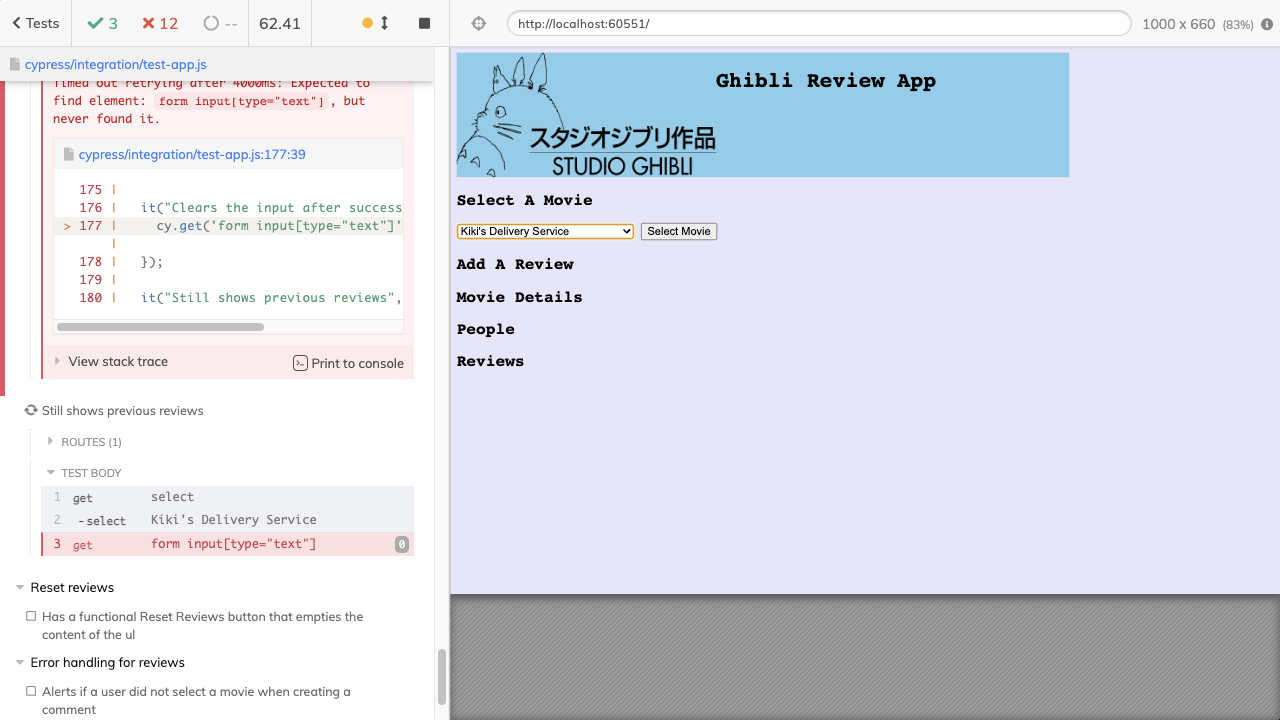 Tests
3
12
--
62.41
http://localhost:60551/
1000 x 660 (83%)
cypress/integration/test-app.js
Timed out retrying after 4000ms: Expected to
find element: form input[type="text"], but
never found it.
cypress/integration/test-app.js:177:39
175 |
176 | it("Clears the input after success
> 177 | cy.get('form input[type="text"]'
|
178 | });
179 |
180 | it("Still shows previous reviews",
View stack trace
Print to console
Still shows previous reviews
ROUTES (1)
TEST BODY
1 get select
2 -select Kiki's Delivery Service
3 get form input[type="text"] 0
Reset reviews
Has a functional Reset Reviews button that empties the
content of the ul
Error handling for reviews
Alerts if a user did not select a movie when creating a
comment
Ghibli Review App
スタジオジブリ作品
STUDIO GHIBLI
Select A Movie
Kiki's Delivery Service
Select Movie
Add A Review
Movie Details
People
Reviews